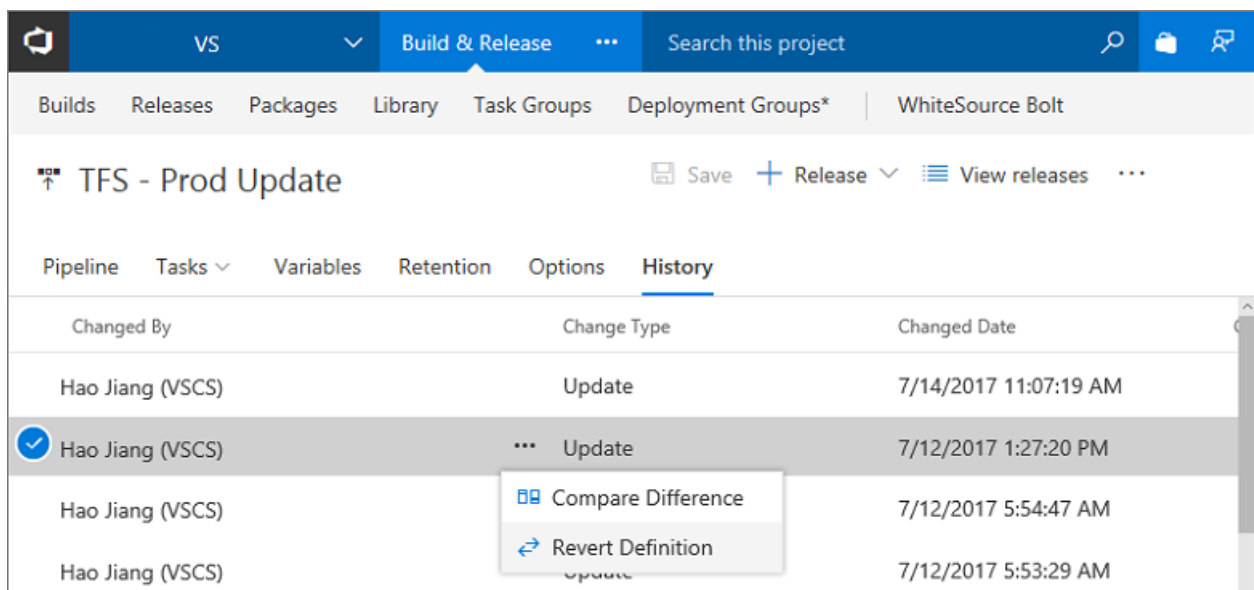 VS Build & Release ••• Search this project
Builds Releases Packages Library Task Groups Deployment Groups* WhiteSource Bolt
TFS - Prod Update Save + Release View releases ···
Pipeline Tasks Variables Retention Options History
Changed By Change Type Changed Date
Hao Jiang (VSCS) Update 7/14/2017 11:07:19 AM
Hao Jiang (VSCS) ••• Update 7/12/2017 1:27:20 PM
Compare Difference
Hao Jiang (VSCS) 7/12/2017 5:54:47 AM
Revert Definition
Hao Jiang (VSCS) Update 7/12/2017 5:53:29 AM